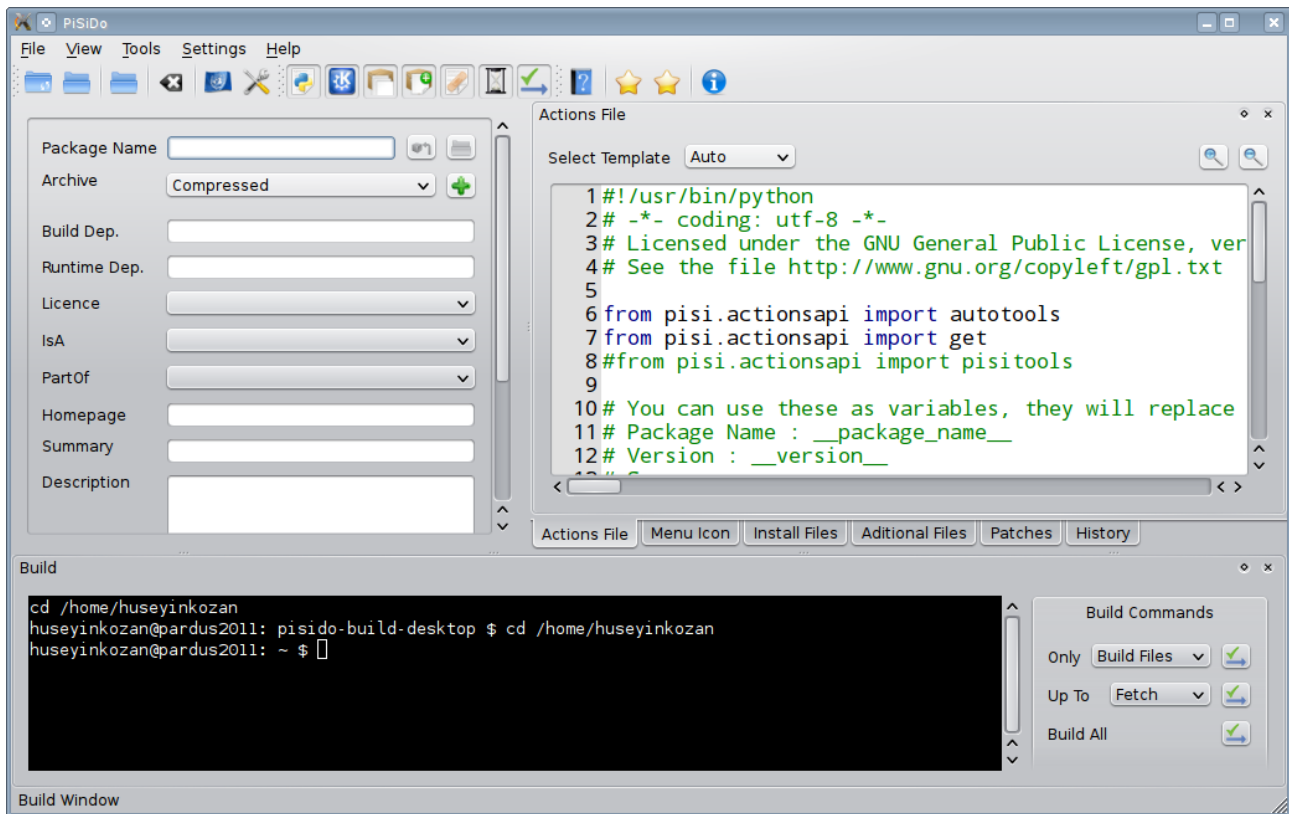 PiSiDo
File View Tools Settings Help
Package Name
Archive
Compressed
Build Dep.
Runtime Dep.
Licence
IsA
PartOf
Homepage
Summary
Description
Actions File
Select Template Auto
1 #!/usr/bin/python
2 # -*- coding: utf-8 -*-
3 # Licensed under the GNU General Public License, ver
4 # See the file http://www.gnu.org/copyleft/gpl.txt
5
6 from pisi.actionsapi import autotools
7 from pisi.actionsapi import get
8 #from pisi.actionsapi import pisitools
9
10 # You can use these as variables, they will replace
11 # Package Name : __package_name__
12 # Version : __version__
Actions File Menu Icon Install Files Aditional Files Patches History
Build
cd /home/huseyinkozan
huseyinkozan@pardus2011: pisido-build-desktop $ cd /home/huseyinkozan
huseyinkozan@pardus2011: ~ $
Build Commands
Only Build Files
Up To Fetch
Build All
Build Window